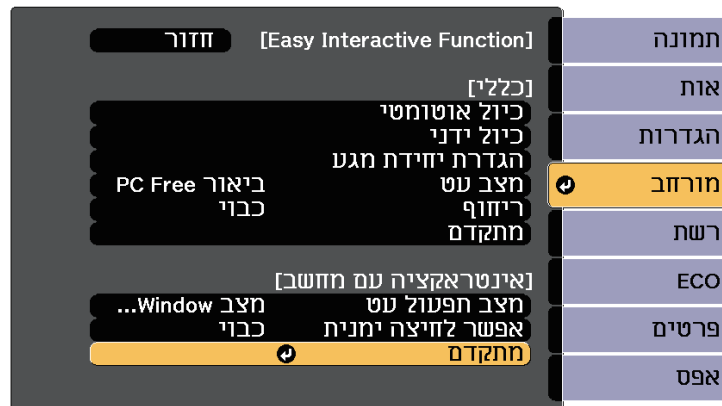 תמונה
אות
הגדרות
מורחב
רשת
ECO
פרטים
אפס
[Easy Interactive Function] חזור
[כללי]
כיול אוטומטי
כיול ידני
הגדרת יחידת מגע
מצב עט ביאור PC Free
ריחוף כבוי
מתקדם
[אינטראקציה עם מחשב]
מצב תפעול עט מצב Window...
אפשר לחיצה ימנית כבוי
מתקדם